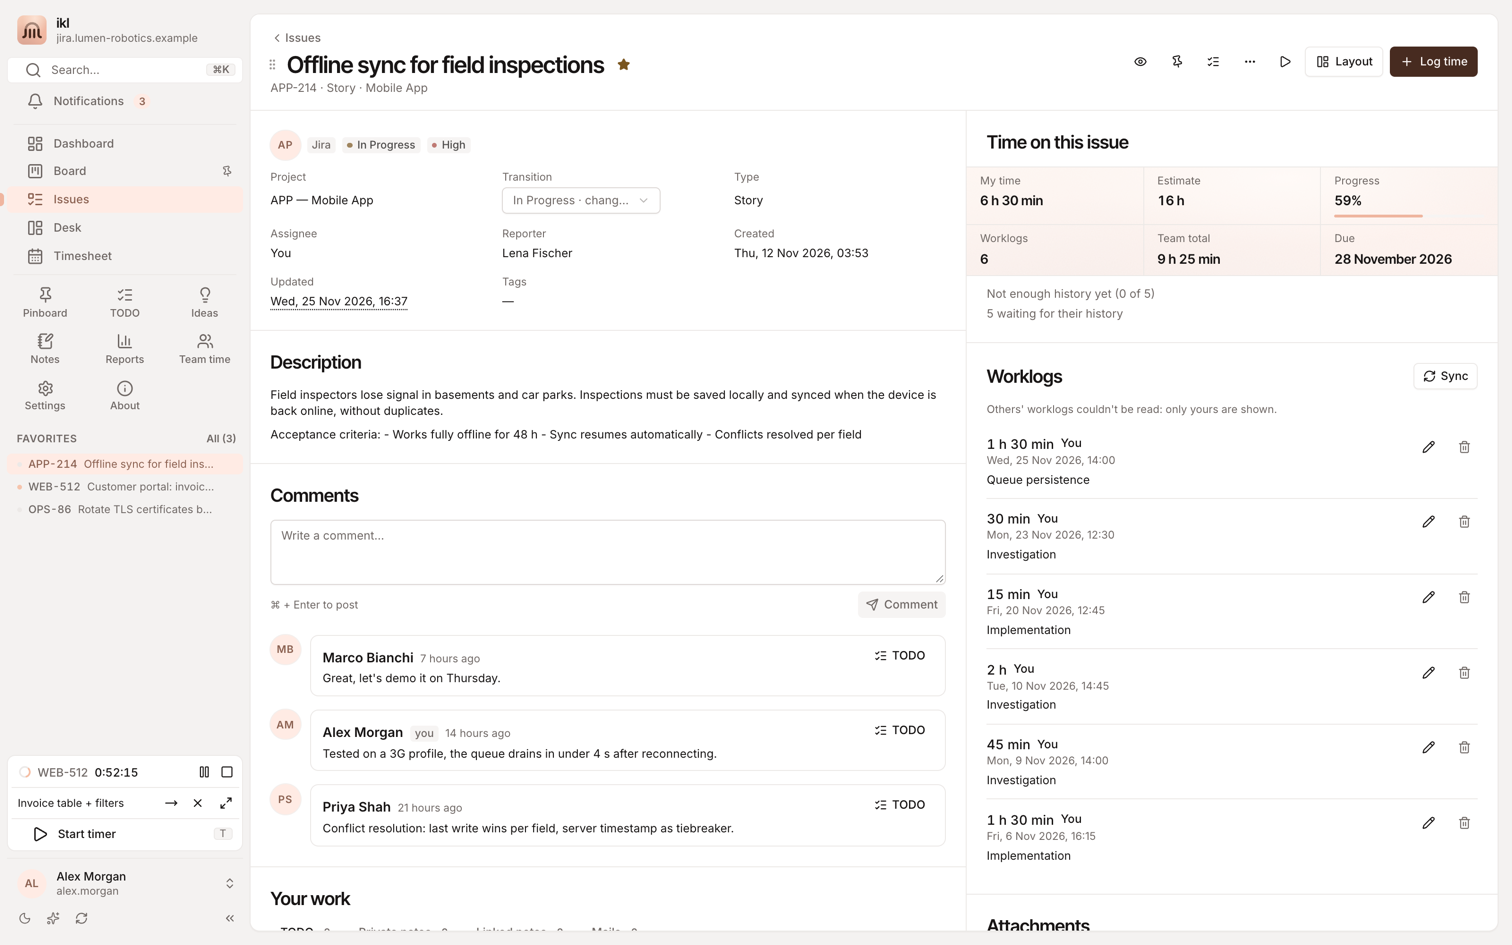 ikl
jira.lumen-robotics.example
Search... ⌘K
Notifications 3
Dashboard
Board
Issues
Desk
Timesheet
Pinboard TODO Ideas
Notes Reports Team time
Settings About
FAVORITES All (3)
APP-214 Offline sync for field ins...
WEB-512 Customer portal: invoic...
OPS-86 Rotate TLS certificates b...
WEB-512 0:52:15
Invoice table + filters
Start timer T
AL
Alex Morgan
alex.morgan
Issues
Offline sync for field inspections
APP-214 · Story · Mobile App
Layout
Log time
AP Jira In Progress High
Project Transition Type
APP — Mobile App In Progress · chang... Story
Assignee Reporter Created
You Lena Fischer Thu, 12 Nov 2026, 03:53
Updated Tags
Wed, 25 Nov 2026, 16:37 —
Description
Field inspectors lose signal in basements and car parks. Inspections must be saved locally and synced when the device is
back online, without duplicates.
Acceptance criteria: - Works fully offline for 48 h - Sync resumes automatically - Conflicts resolved per field
Comments
Write a comment...
⌘ + Enter to post Comment
MB
Marco Bianchi 7 hours ago TODO
Great, let's demo it on Thursday.
AM
Alex Morgan you 14 hours ago TODO
Tested on a 3G profile, the queue drains in under 4 s after reconnecting.
PS
Priya Shah 21 hours ago TODO
Conflict resolution: last write wins per field, server timestamp as tiebreaker.
Your work
TODO Private notes Linked notes Mails
Time on this issue
My time Estimate Progress
6 h 30 min 16 h 59%
Worklogs Team total Due
6 9 h 25 min 28 November 2026
Not enough history yet (0 of 5)
5 waiting for their history
Worklogs Sync
Others' worklogs couldn't be read: only yours are shown.
1 h 30 min You
Wed, 25 Nov 2026, 14:00
Queue persistence
30 min You
Mon, 23 Nov 2026, 12:30
Investigation
15 min You
Fri, 20 Nov 2026, 12:45
Implementation
2 h You
Tue, 10 Nov 2026, 14:45
Investigation
45 min You
Mon, 9 Nov 2026, 14:00
Investigation
1 h 30 min You
Fri, 6 Nov 2026, 16:15
Implementation
Attachments